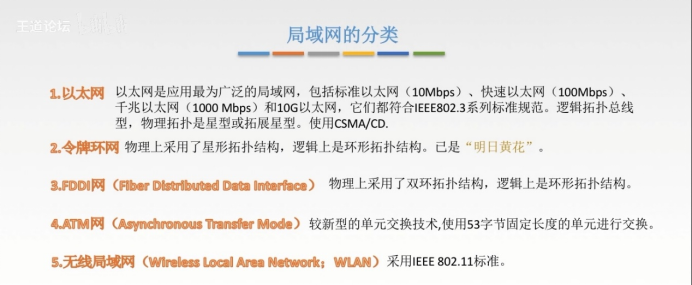 王道论坛
局域网的分类
1.以太网 以太网是应用最为广泛的局域网，包括标准以太网（10Mbps）、快速以太网（100Mbps）、
千兆以太网（1000 Mbps）和10G以太网，它们都符合IEEE802.3系列标准规范。逻辑拓扑总线
型，物理拓扑是星型或拓展星型。使用CSMA/CD.
2.令牌环网 物理上采用了星形拓扑结构，逻辑上是环形拓扑结构。已是“明日黄花”。
3.FDDI网（Fiber Distributed Data Interface） 物理上采用了双环拓扑结构，逻辑上是环形拓扑结构。
4.ATM网（Asynchronous Transfer Mode） 较新型的单元交换技术,使用53字节固定长度的单元进行交换。
5.无线局域网（Wireless Local Area Network；WLAN）采用IEEE 802.11标准。